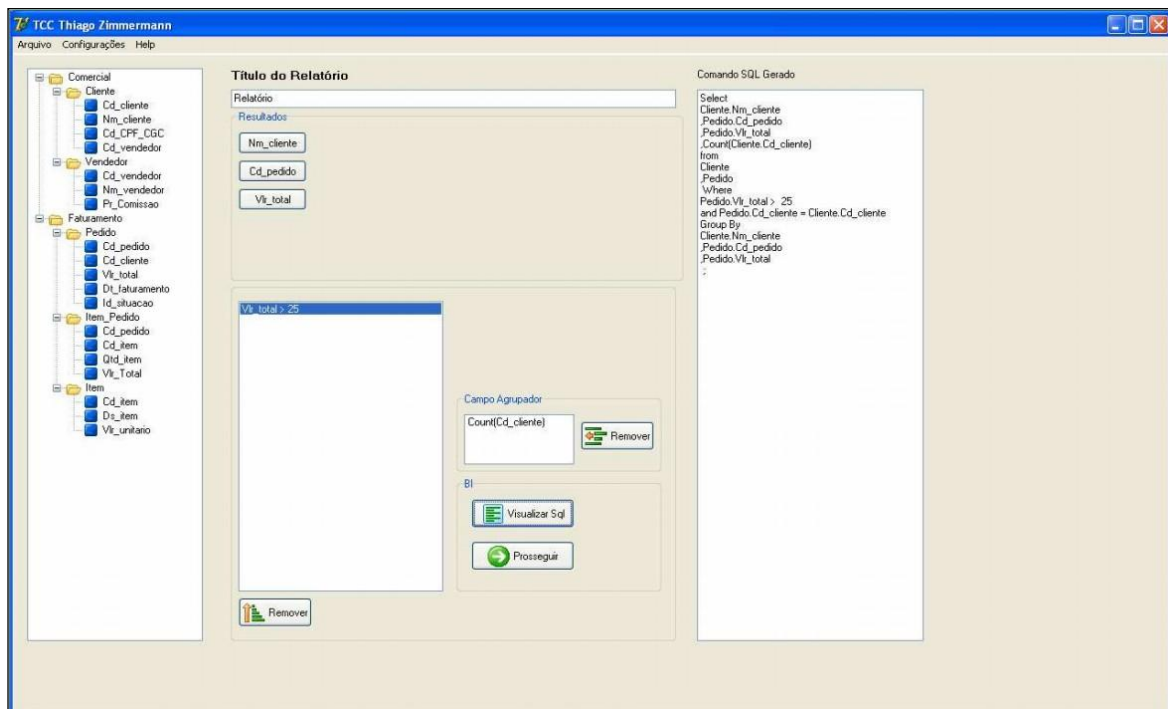 TCC Thiago Zimmermann
Arquivo Configurações Help
Comercial
Cliente
Cd_cliente
Nm_cliente
Cd_CPF_CGC
Cd_vendedor
Vendedor
Cd_vendedor
Nm_vendedor
Pr_Comissao
Faturamento
Pedido
Cd_pedido
Cd_cliente
Vlr_total
Dt_faturamento
Id_situacao
Item_Pedido
Cd_pedido
Cd_item
Qtd_item
Vlr_Total
Item
Cd_item
Ds_item
Vlr_unitario
Título do Relatório
Relatório
Resultados
Nm_cliente
Cd_pedido
Vlr_total
Vlr_total > 25
Remover
Campo Agrupador
Count(Cd_cliente)
Remover
BI
Visualizar Sql
Prosseguir
Comando SQL Gerado
Select
Cliente.Nm_cliente
,Pedido.Cd_pedido
,Pedido.Vlr_total
,Count(Cliente.Cd_cliente)
from
Cliente
,Pedido
Where
Pedido.Vlr_total > 25
and Pedido.Cd_cliente = Cliente.Cd_cliente
Group By
Cliente.Nm_cliente
,Pedido.Cd_pedido
,Pedido.Vlr_total
;